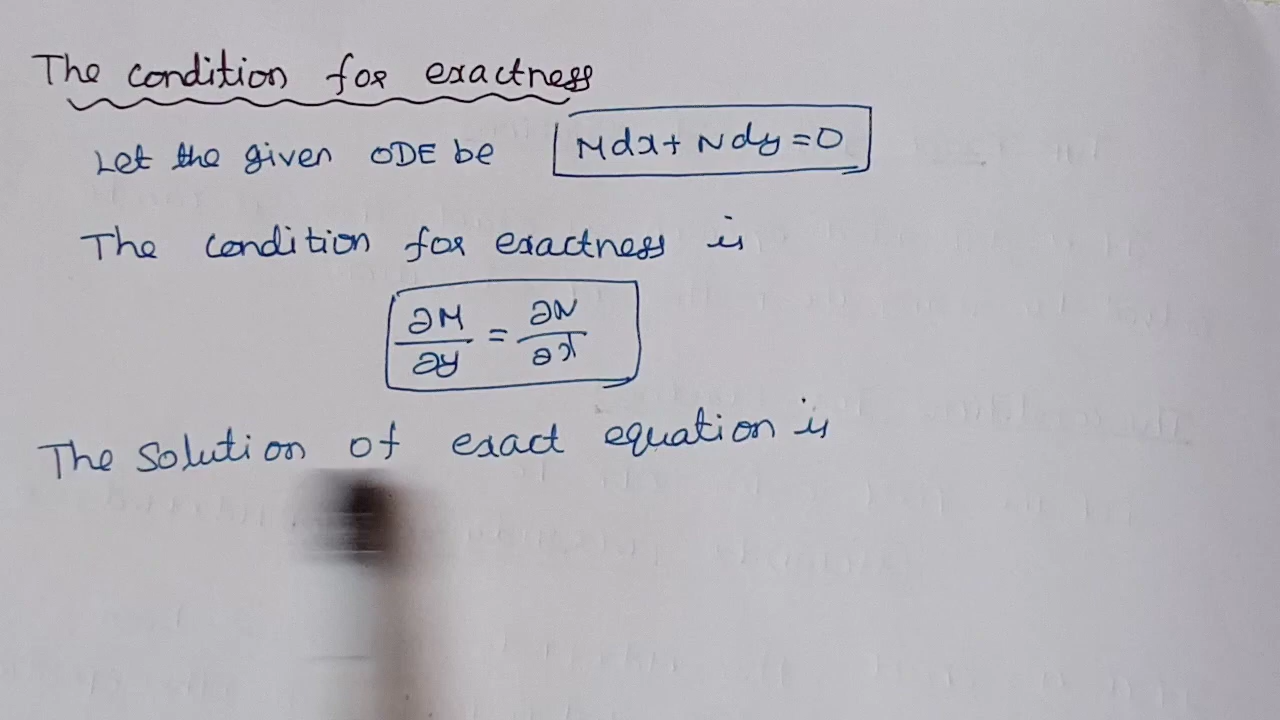 The condition for exactness
Let the given ODE be Mdx+Ndy=0
The condition for exactness is
∂M/∂y = ∂N/∂x
The solution of exact equation is